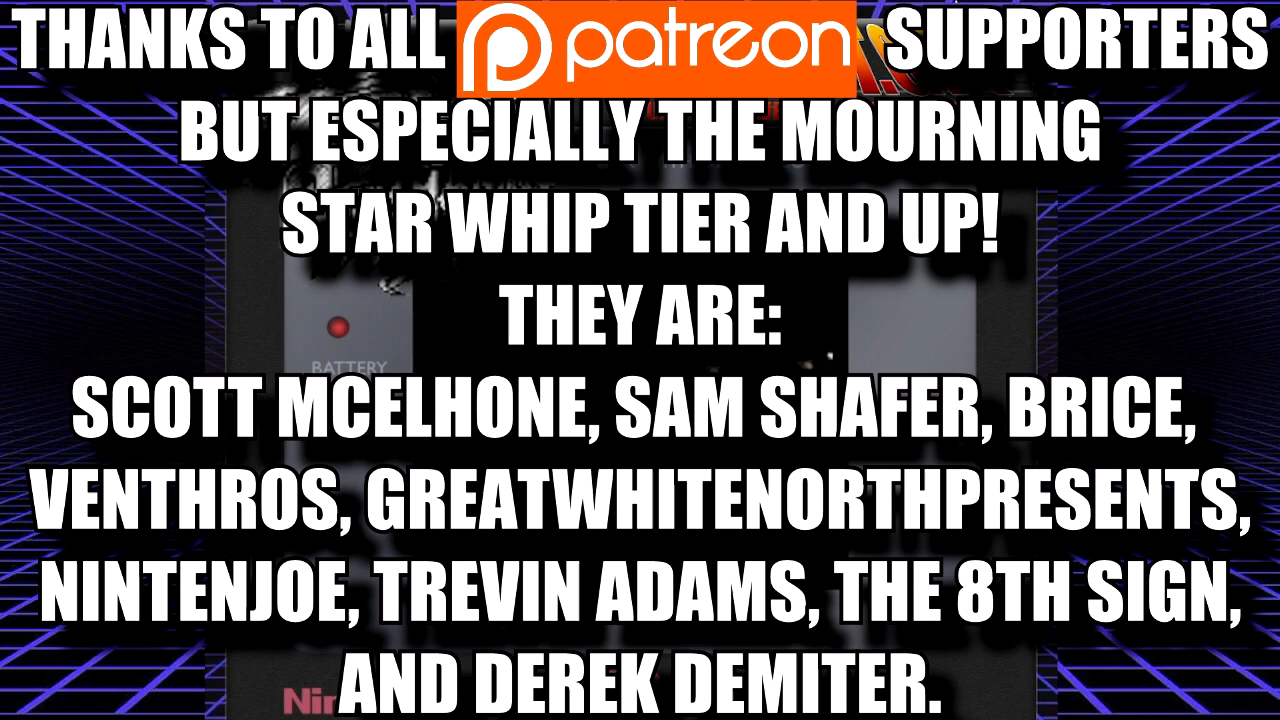 THANKS TO ALL patreon SUPPORTERS
BUT ESPECIALLY THE MOURNING
STAR WHIP TIER AND UP!
THEY ARE:
BATTERY
SCOTT MCELHONE, SAM SHAFER, BRICE,
VENTHROS, GREATWHITENORTHPRESENTS,
NINTENJOE, TREVIN ADAMS, THE 8TH SIGN,
AND DEREK DEMITER.